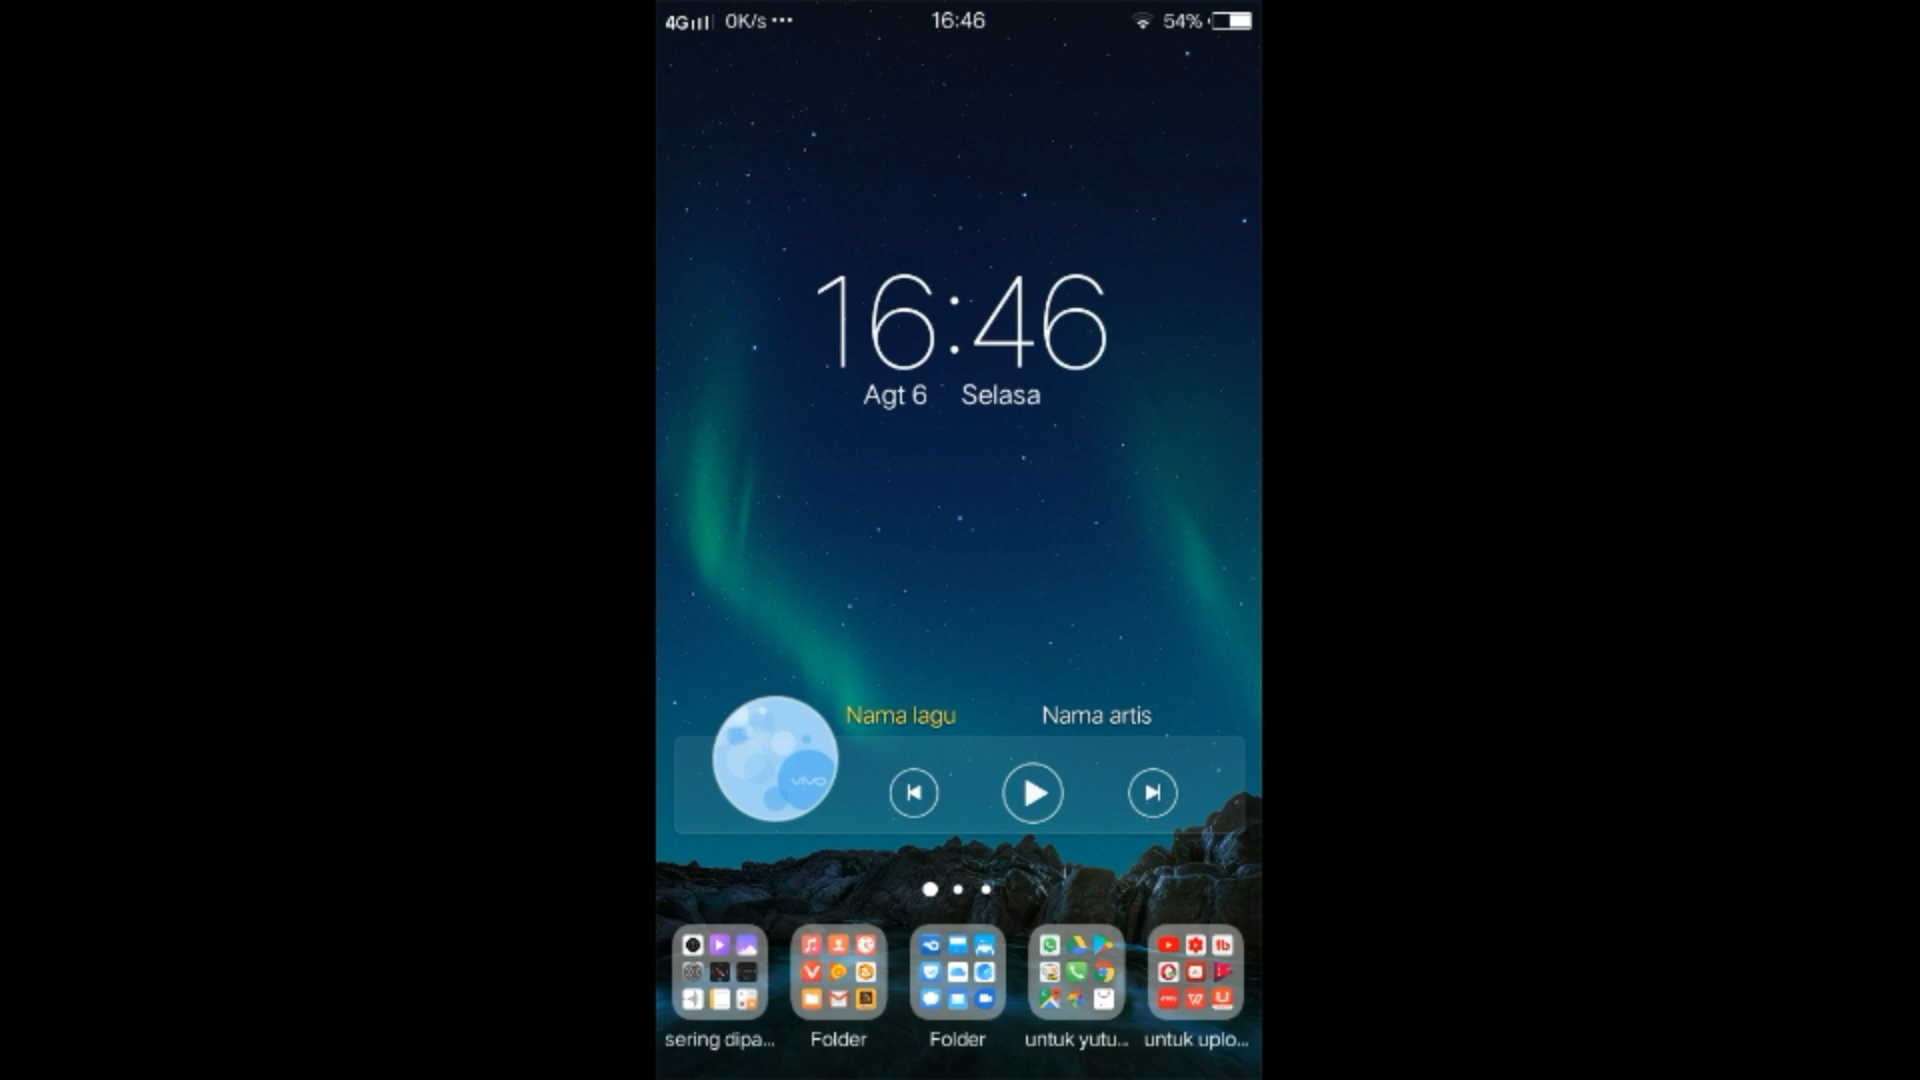 4G 0K/s ••• 16:46 54%
16:46
Agt 6 Selasa
Nama lagu Nama artis
vivo
sering dipa... Folder Folder untuk yutu... untuk uplo...